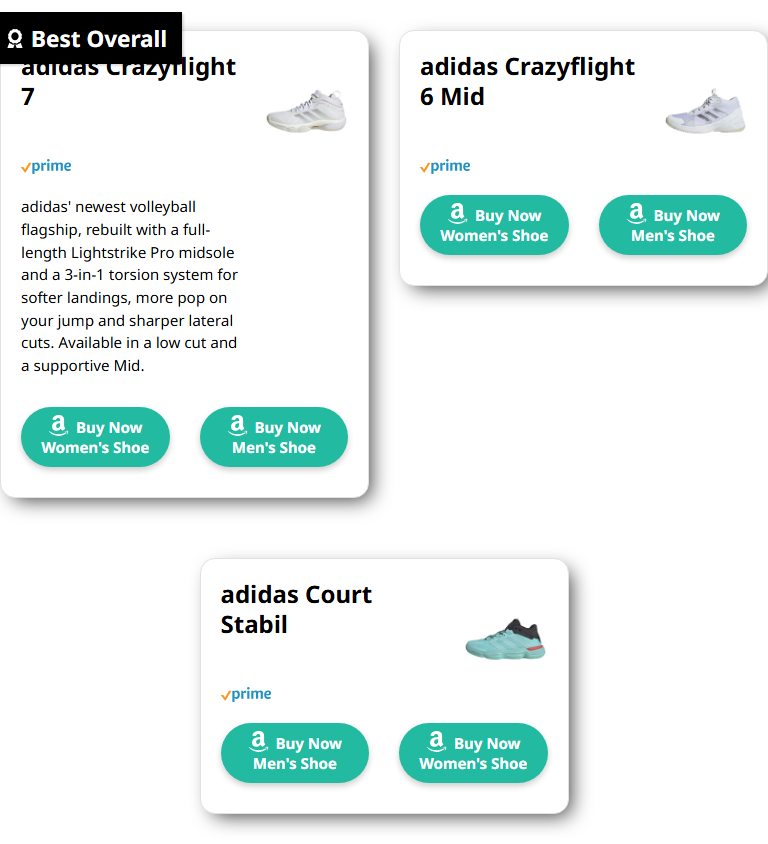 Best Overall
adidas Crazyflight
7
prime
adidas' newest volleyball
flagship, rebuilt with a full-
length Lightstrike Pro midsole
and a 3-in-1 torsion system for
softer landings, more pop on
your jump and sharper lateral
cuts. Available in a low cut and
a supportive Mid.
Buy Now
Women's Shoe
Buy Now
Men's Shoe
adidas Crazyflight
6 Mid
prime
Buy Now
Women's Shoe
Buy Now
Men's Shoe
adidas Court
Stabil
prime
Buy Now
Men's Shoe
Buy Now
Women's Shoe